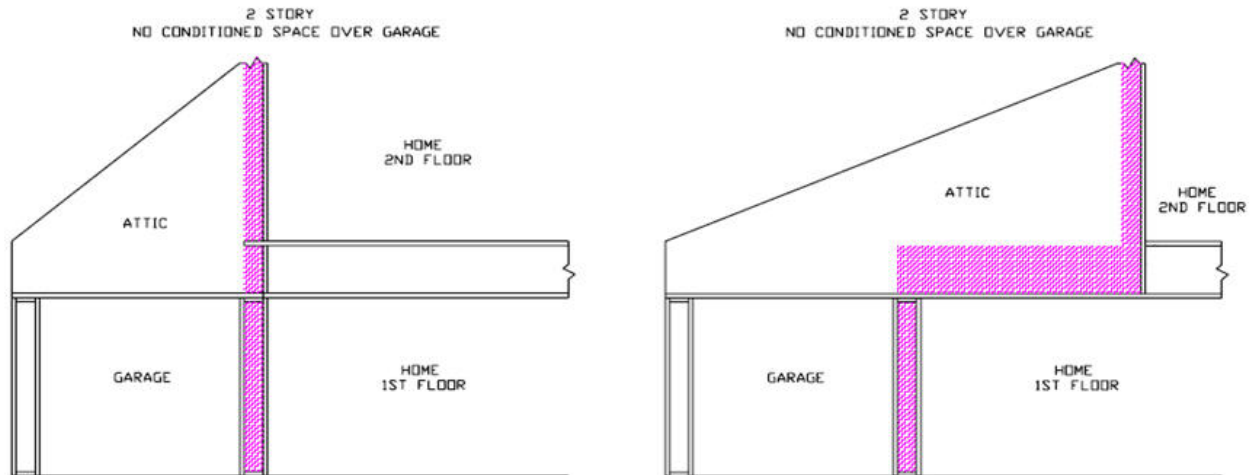 2 STORY
NO CONDITIONED SPACE OVER GARAGE
HOME
2ND FLOOR
ATTIC
GARAGE
HOME
1ST FLOOR
2 STORY
NO CONDITIONED SPACE OVER GARAGE
ATTIC
HOME
2ND FLOOR
GARAGE
HOME
1ST FLOOR